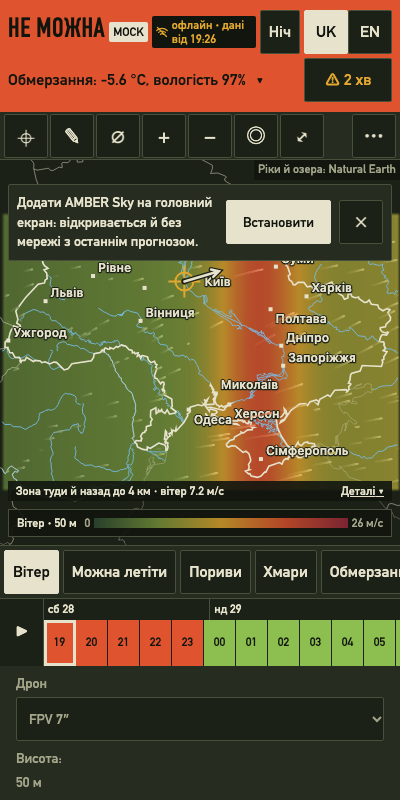 НЕ МОЖНА МОСК офлайн · дані від 19:26 Ніч UK EN
Обмерзання: -5.6 °C, вологість 97% ▾ ⚠ 2 хв
Ріки й озера: Natural Earth
Додати AMBER Sky на головний
екран: відкривається й без
мережі з останнім прогнозом.
Встановити ✕
Рівне
Київ
Львів
Харків
Вінниця
Полтава
Ужгород
Дніпро
Запоріжжя
Миколаїв
Одеса Херсон
Сімферополь
Зона туди й назад до 4 км · вітер 7.2 м/с Деталі ▾
Вітер · 50 м 0 26 м/с
Вітер Можна летіти Пориви Хмари Обмерзан
сб 28 нд 29
19 20 21 22 23 00 01 02 03 04 05
Дрон
FPV 7″
Висота:
50 м